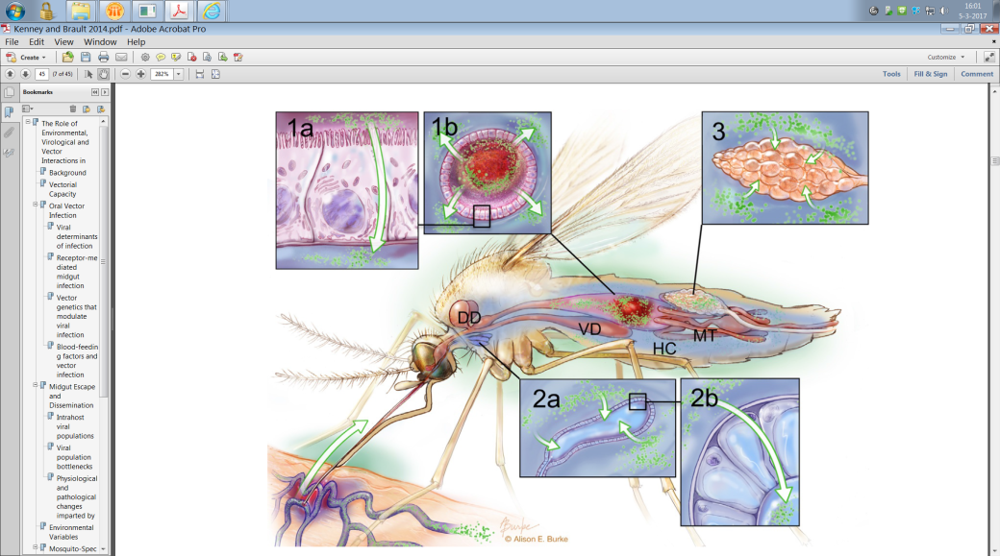 16:01
5-3-2017
Kenney and Brault 2014.pdf - Adobe Acrobat Pro
File Edit View Window Help
Create
Customize
45 (7 of 45) 282%
Tools Fill & Sign Comment
Bookmarks
The Role of
Environmental,
Virological and
Vector
Interactions in
Background
Vectorial
Capacity
Oral Vector
Infection
Viral
determinants
of infection
Receptor-me
diated
midgut
infection
Vector
genetics that
modulate
viral
infection
Blood-feedin
g factors and
vector
infection
Midgut Escape
and
Dissemination
Intrahost
viral
populations
Viral
population
bottlenecks
Physiological
and
pathological
changes
imparted by
Environmental
Variables
Mosquito-Spec
1a
1b
3
DD
VD
MT
HC
2a
2b
Burke
© Alison E. Burke